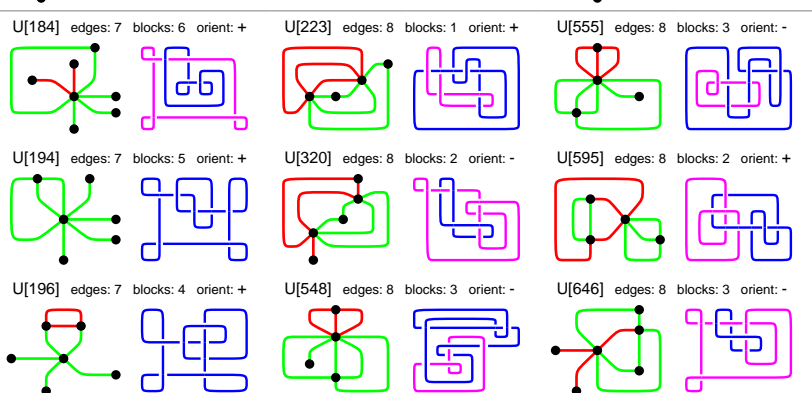 U[184] edges: 7 blocks: 6 orient: + U[223] edges: 8 blocks: 1 orient: + U[555] edges: 8 blocks: 3 orient: -
U[194] edges: 7 blocks: 5 orient: + U[320] edges: 8 blocks: 2 orient: - U[595] edges: 8 blocks: 2 orient: +
U[196] edges: 7 blocks: 4 orient: + U[548] edges: 8 blocks: 3 orient: - U[646] edges: 8 blocks: 3 orient: -